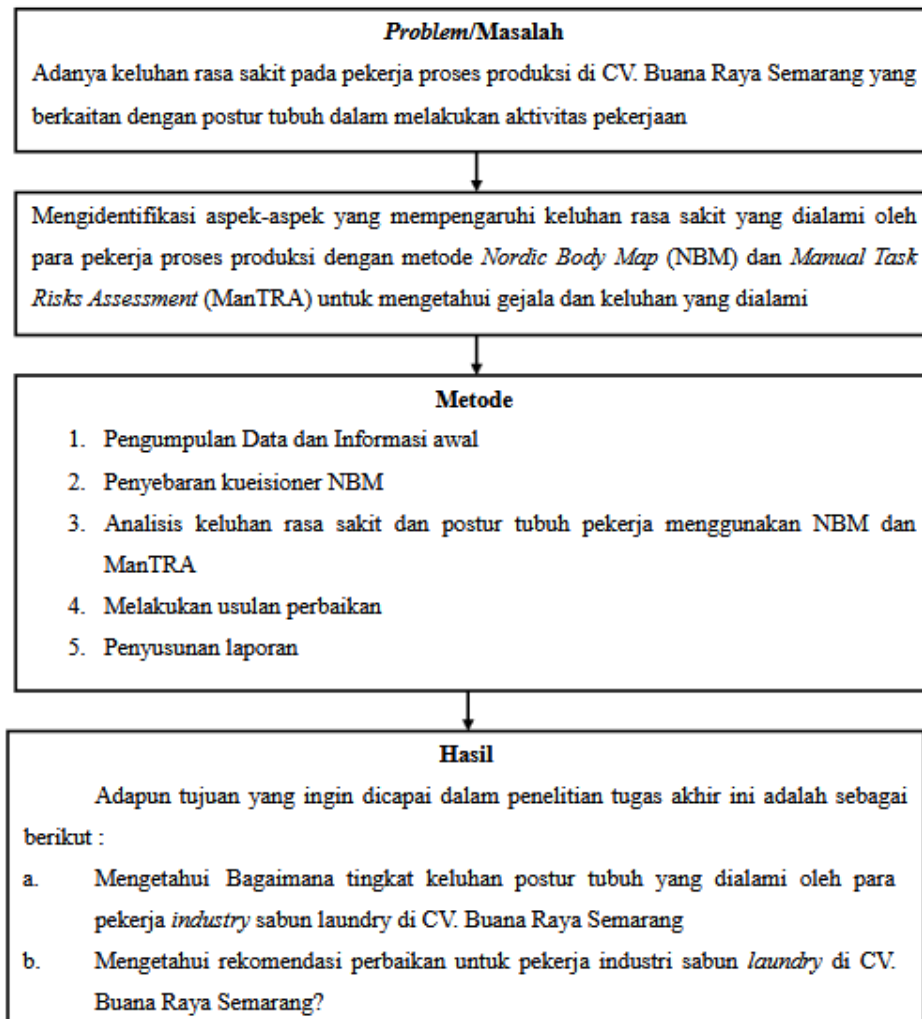 Problem/Masalah
Adanya keluhan rasa sakit pada pekerja proses produksi di CV. Buana Raya Semarang yang
berkaitan dengan postur tubuh dalam melakukan aktivitas pekerjaan
Mengidentifikasi aspek-aspek yang mempengaruhi keluhan rasa sakit yang dialami oleh
para pekerja proses produksi dengan metode Nordic Body Map (NBM) dan Manual Task
Risks Assessment (ManTRA) untuk mengetahui gejala dan keluhan yang dialami
Metode
1. Pengumpulan Data dan Informasi awal
2. Penyebaran kueisioner NBM
3. Analisis keluhan rasa sakit dan postur tubuh pekerja menggunakan NBM dan
ManTRA
4. Melakukan usulan perbaikan
5. Penyusunan laporan
Hasil
Adapun tujuan yang ingin dicapai dalam penelitian tugas akhir ini adalah sebagai
berikut :
a. Mengetahui Bagaimana tingkat keluhan postur tubuh yang dialami oleh para
pekerja industry sabun laundry di CV. Buana Raya Semarang
b. Mengetahui rekomendasi perbaikan untuk pekerja industri sabun laundry di CV.
Buana Raya Semarang?